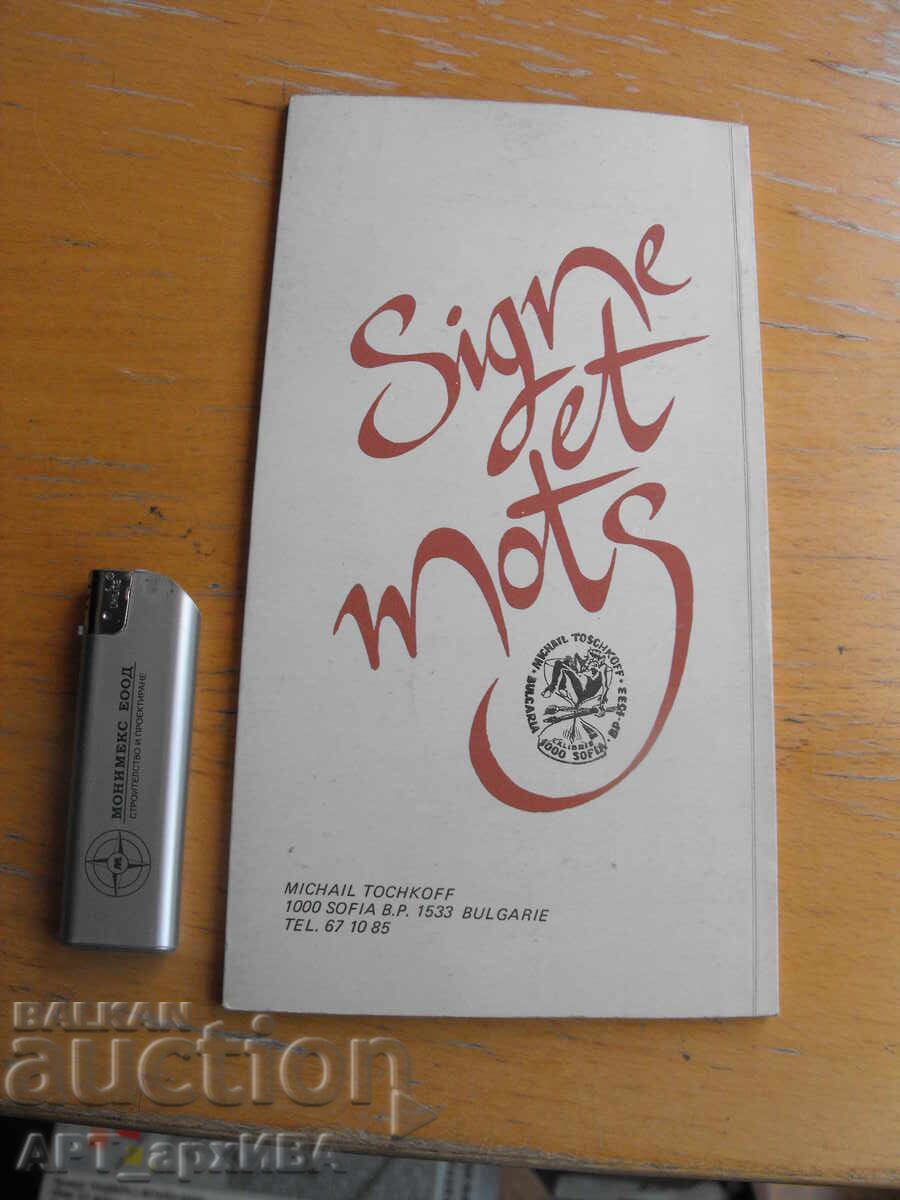 Signe
et
mots
BULGARIA • MICHAIL TOSCHKOFF • BP-1533 •
EXLIBRIS
1000 SOFIA
MICHAIL TOCHKOFF
1000 SOFIA B.P. 1533 BULGARIE
TEL. 67 10 85
МОНИМЕКС ЕООД
СТРОИТЕЛСТВО И ПРОЕКТИРАНЕ
M
BALKAN
auction
АРТ_архИВА